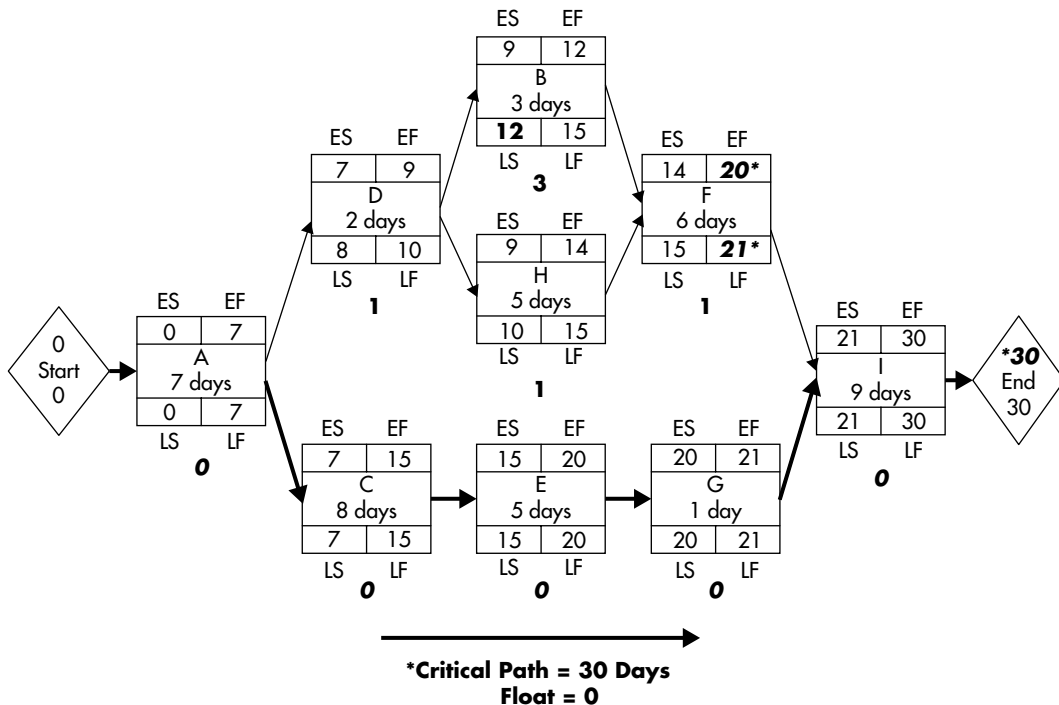 ES EF
9 12
B
3 days
12 15
LS LF
3
ES EF
7 9
D
2 days
8 10
LS LF
1
ES EF
9 14
H
5 days
10 15
LS LF
1
ES EF
14 20*
F
6 days
15 21*
LS LF
1
0
Start
0
ES EF
0 7
A
7 days
0 7
LS LF
0
ES EF
7 15
C
8 days
7 15
LS LF
0
ES EF
15 20
E
5 days
15 20
LS LF
0
ES EF
20 21
G
1 day
20 21
LS LF
0
ES EF
21 30
I
9 days
21 30
LS LF
0
*30
End
30
*Critical Path = 30 Days
Float = 0